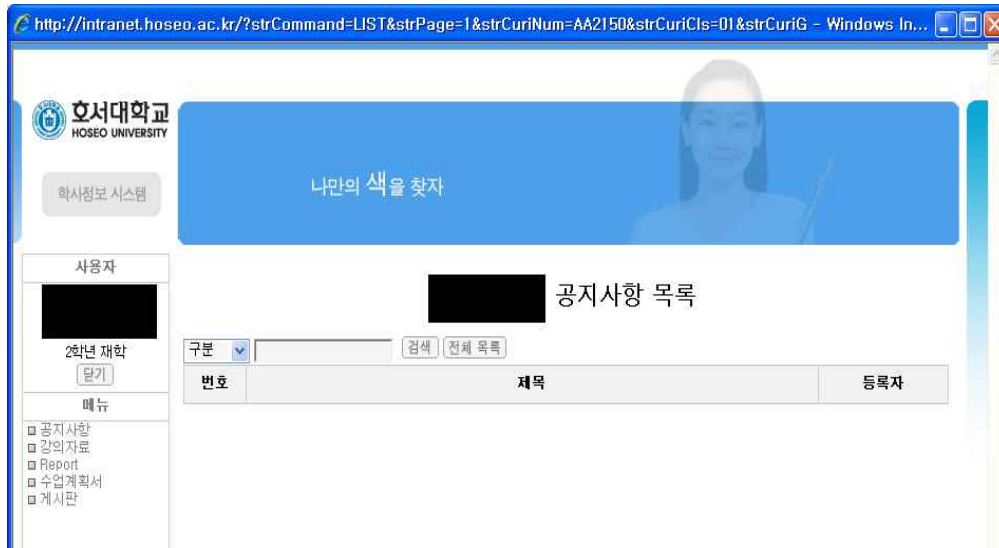 http://intranet.hoseo.ac.kr/?strCommand=LIST&strPage=1&strCuriNum=AA2150&strCuriCls=01&strCuriG - Windows In...
호서대학교
HOSEO UNIVERSITY
학사정보 시스템
나만의 색을 찾자
사용자
2학년 재학
닫기
메뉴
공지사항
강의자료
Report
수업계획서
게시판
공지사항 목록
구분 검색 전체 목록
번호 제목 등록자